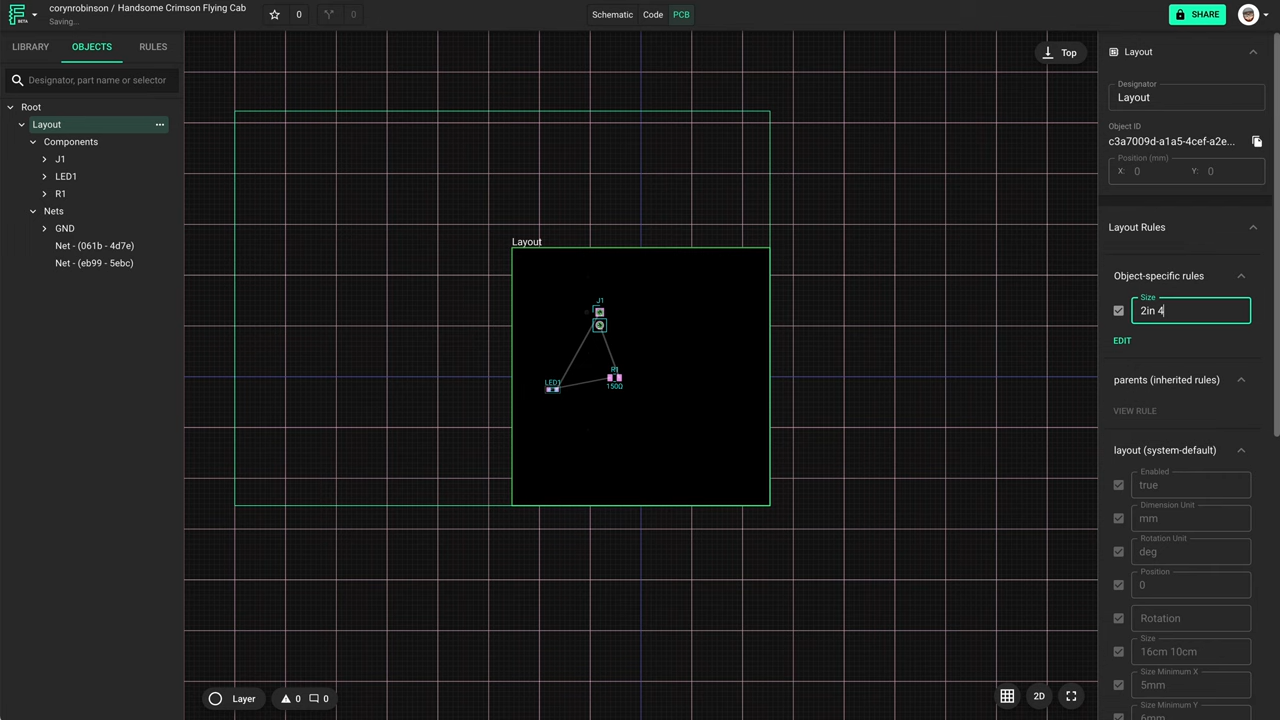 corynrobinson / Handsome Crimson Flying Cab
BETA
Saving...
0
0
Schematic
Code
PCB
SHARE
LIBRARY
OBJECTS
RULES
Designator, part name or selector
Root
Layout
Components
J1
LED1
R1
Nets
GND
Net - (061b - 4d7e)
Net - (eb99 - 5ebc)
Top
Layout
J1
R1
LED1
150Ω
Layer
0
0
2D
Layout
Designator
Layout
Object ID
c3a7009d-a1a5-4cef-a2e...
Position (mm)
X: 0
Y: 0
Layout Rules
Object-specific rules
Size
2in 4
EDIT
parents (inherited rules)
VIEW RULE
layout (system-default)
Enabled
true
Dimension Unit
mm
Rotation Unit
deg
Position
0
Rotation
Size
16cm 10cm
Size Minimum X
5mm
Size Minimum Y
6mm